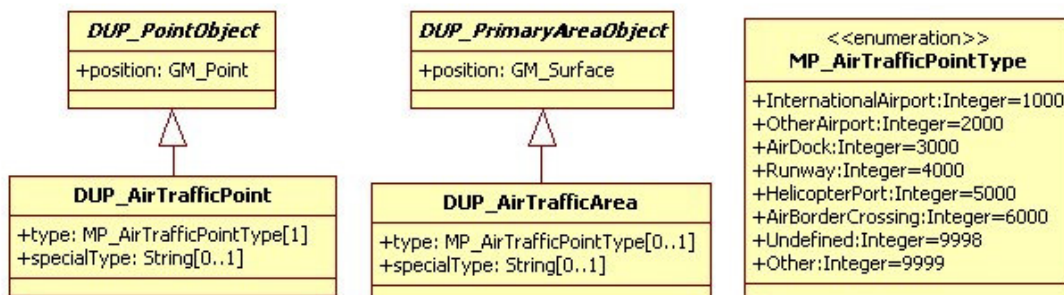 DUP_PointObject
+position: GM_Point
DUP_AirTrafficPoint
+type: MP_AirTrafficPointType[1]
+specialType: String[0..1]
DUP_PrimaryAreaObject
+position: GM_Surface
DUP_AirTrafficArea
+type: MP_AirTrafficPointType[0..1]
+specialType: String[0..1]
<<enumeration>>
MP_AirTrafficPointType
+InternationalAirport:Integer=1000
+OtherAirport:Integer=2000
+AirDock:Integer=3000
+Runway:Integer=4000
+HelicopterPort:Integer=5000
+AirBorderCrossing:Integer=6000
+Undefined:Integer=9998
+Other:Integer=9999